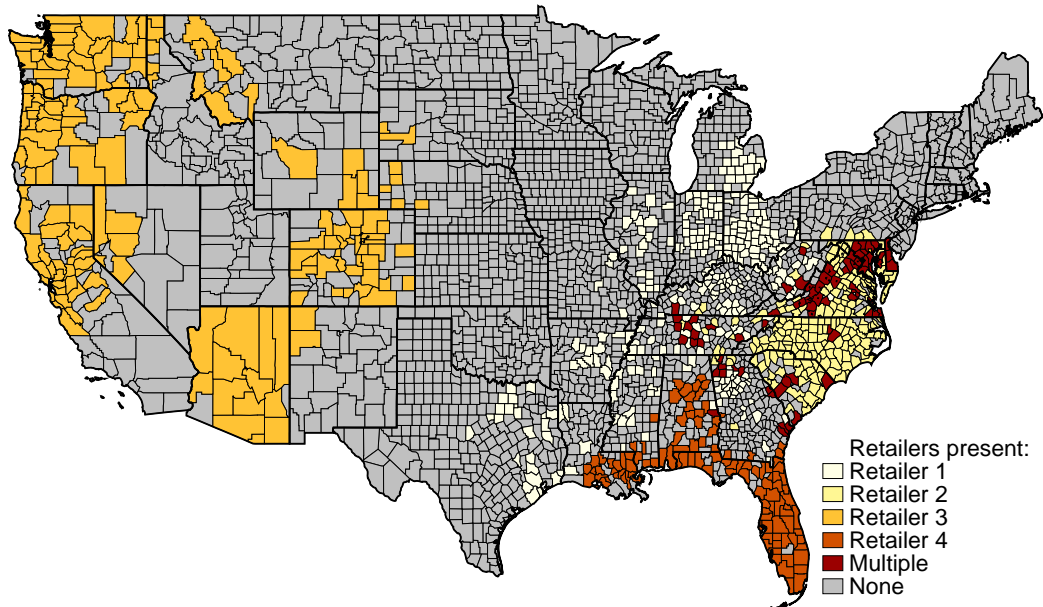 Retailers present:
Retailer 1
Retailer 2
Retailer 3
Retailer 4
Multiple
None